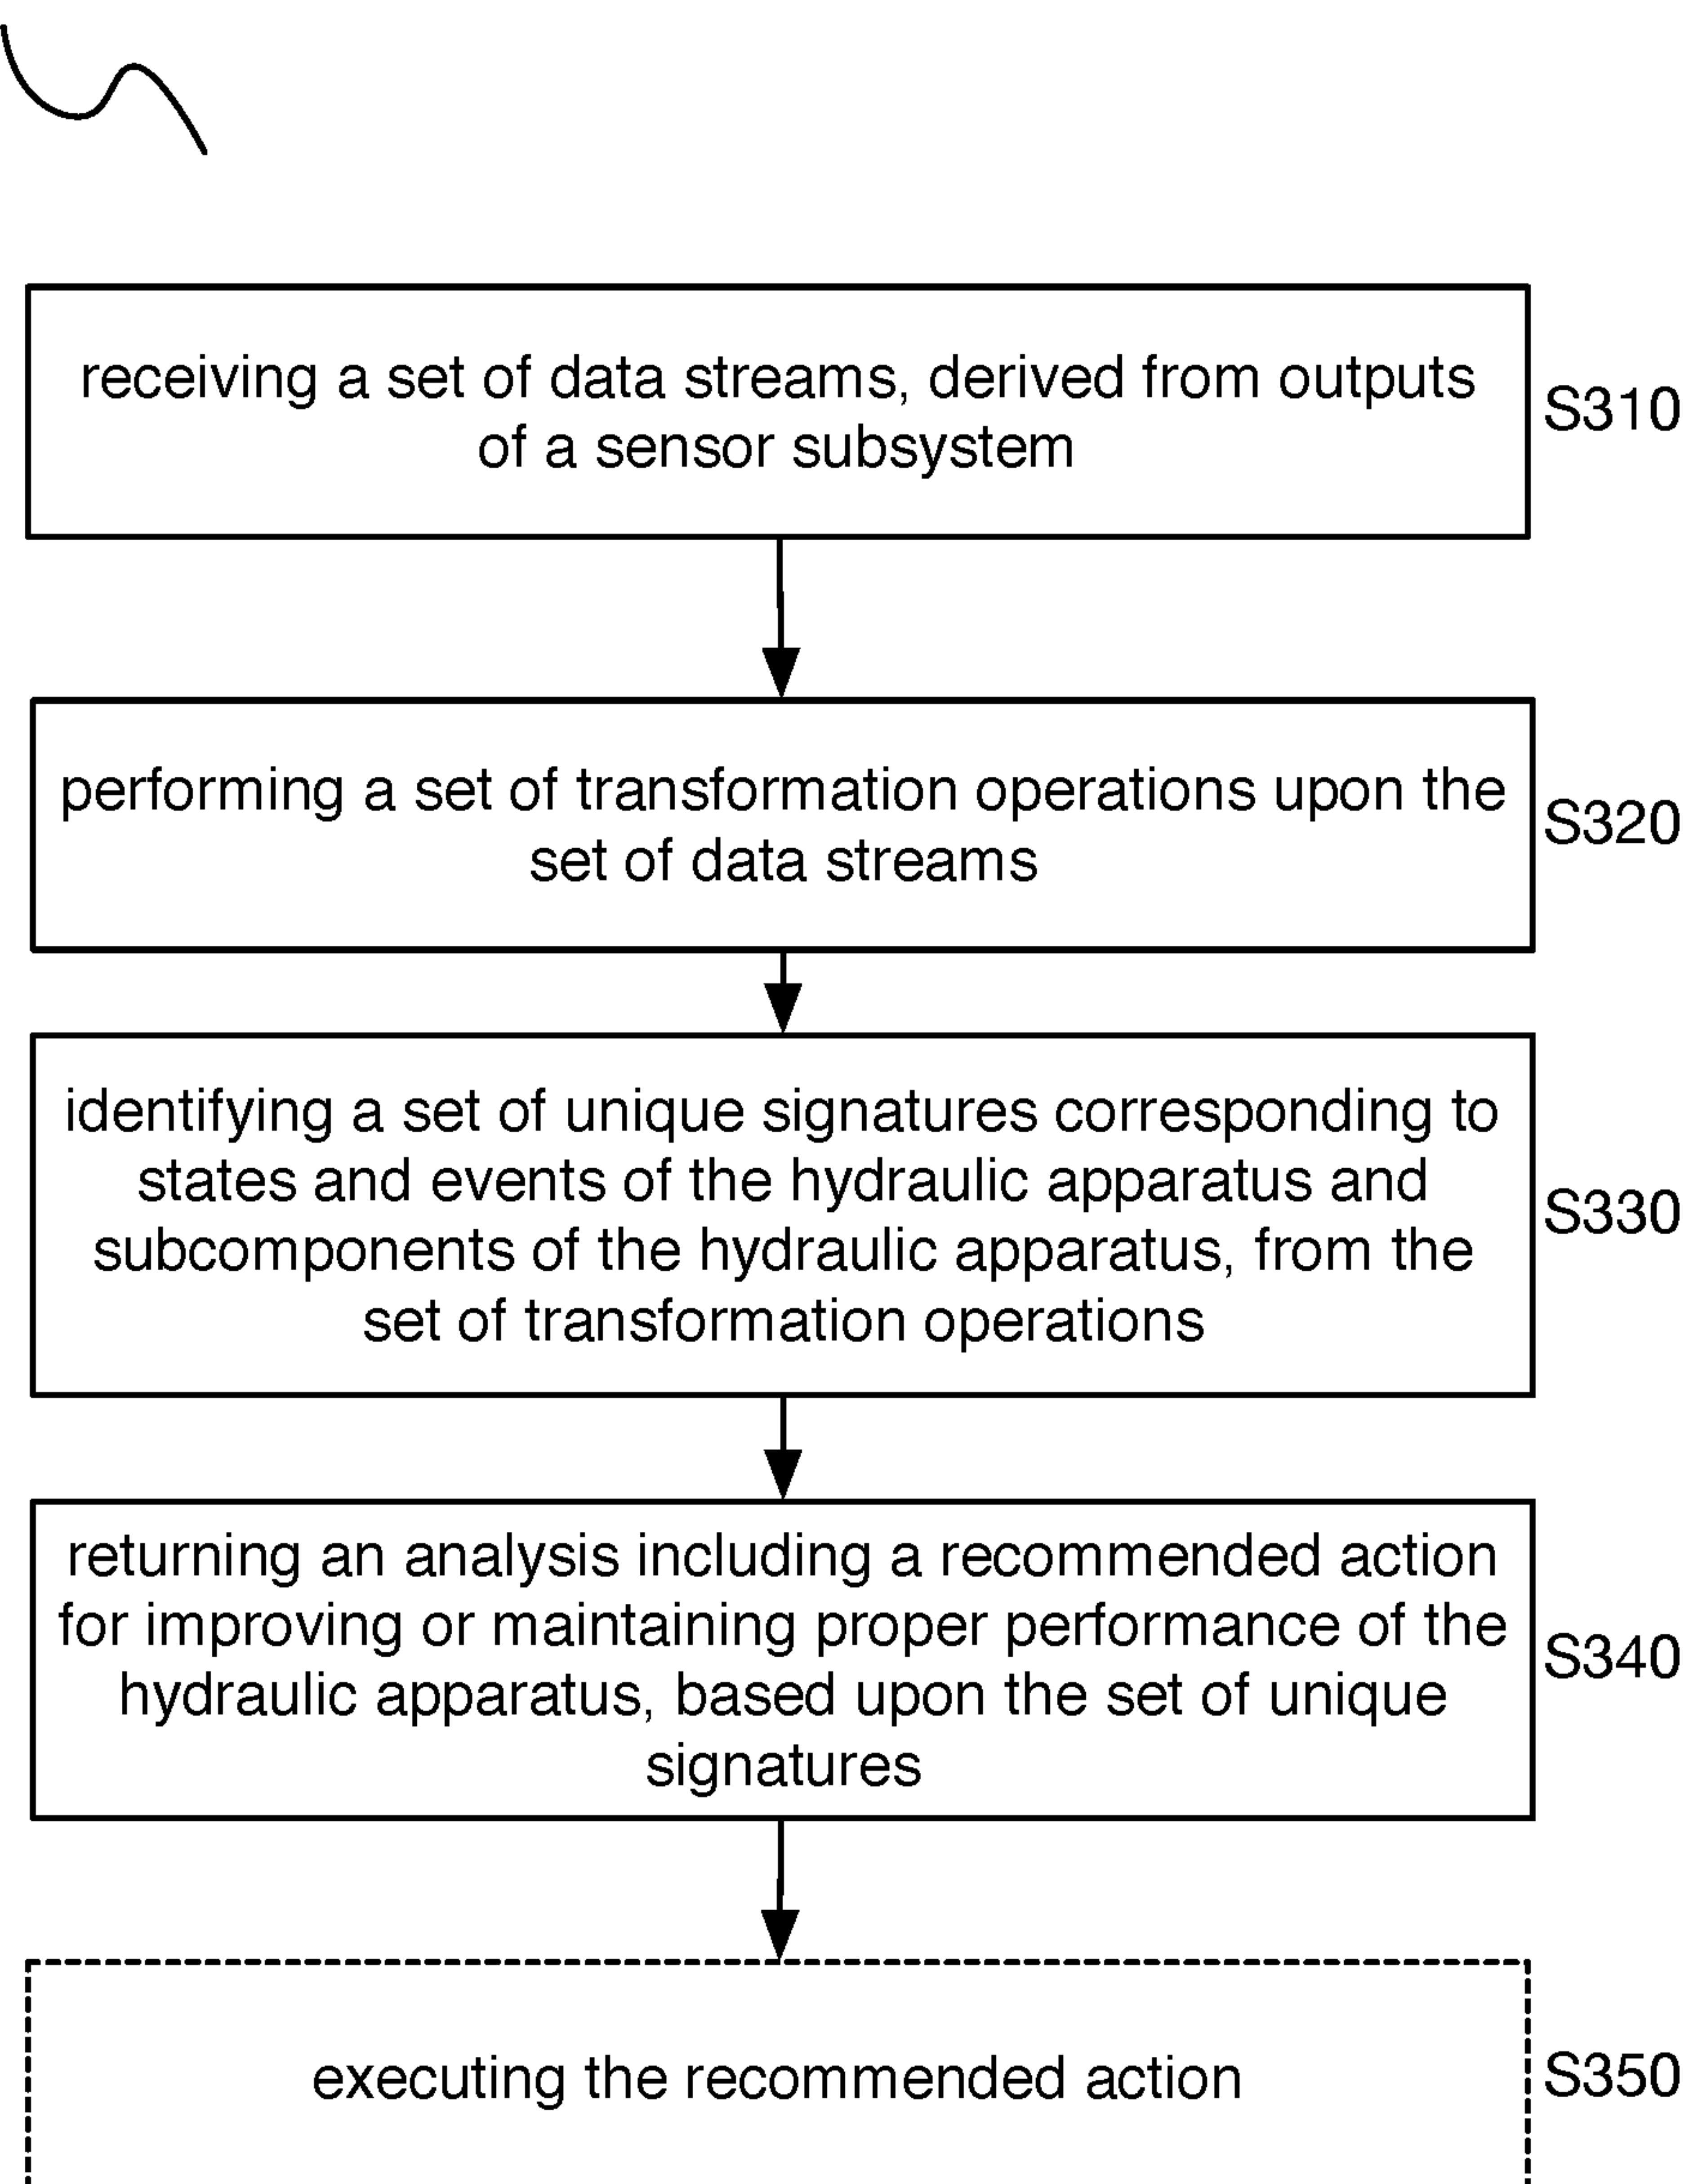 receiving a set of data streams, derived from outputs
of a sensor subsystem
S310
performing a set of transformation operations upon the
set of data streams
S320
identifying a set of unique signatures corresponding to
states and events of the hydraulic apparatus and
subcomponents of the hydraulic apparatus, from the
set of transformation operations
S330
returning an analysis including a recommended action
for improving or maintaining proper performance of the
hydraulic apparatus, based upon the set of unique
signatures
S340
executing the recommended action
S350